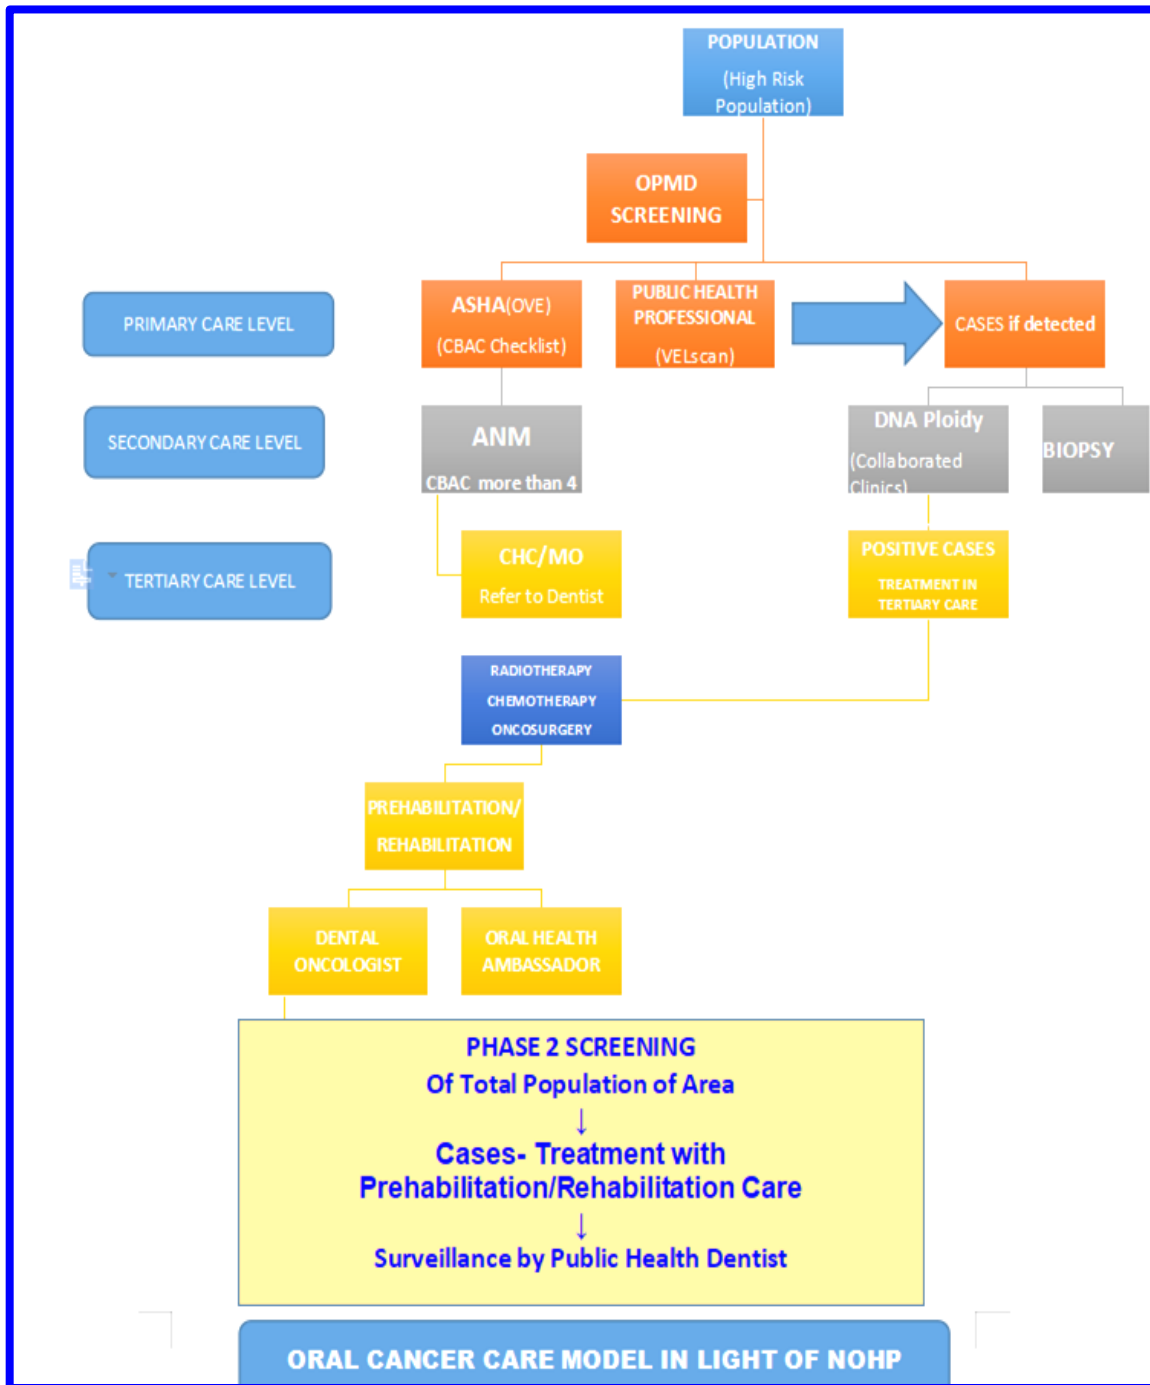 POPULATION
(High Risk
Population)
OPMD
SCREENING
PRIMARY CARE LEVEL
ASHA(OVE)
(CBAC Checklist)
PUBLIC HEALTH
PROFESSIONAL
(VELscan)
CASES if detected
SECONDARY CARE LEVEL
ANM
CBAC more than 4
DNA Ploidy
(Collaborated
Clinics)
BIOPSY
TERTIARY CARE LEVEL
CHC/MO
Refer to Dentist
POSITIVE CASES
TREATMENT IN
TERTIARY CARE
RADIOTHERAPY
CHEMOTHERAPY
ONCOSURGERY
PREHABILITATION/
REHABILITATION
DENTAL
ONCOLOGIST
ORAL HEALTH
AMBASSADOR
PHASE 2 SCREENING
Of Total Population of Area
↓
Cases- Treatment with
Prehabilitation/Rehabilitation Care
↓
Surveillance by Public Health Dentist
ORAL CANCER CARE MODEL IN LIGHT OF NOHP